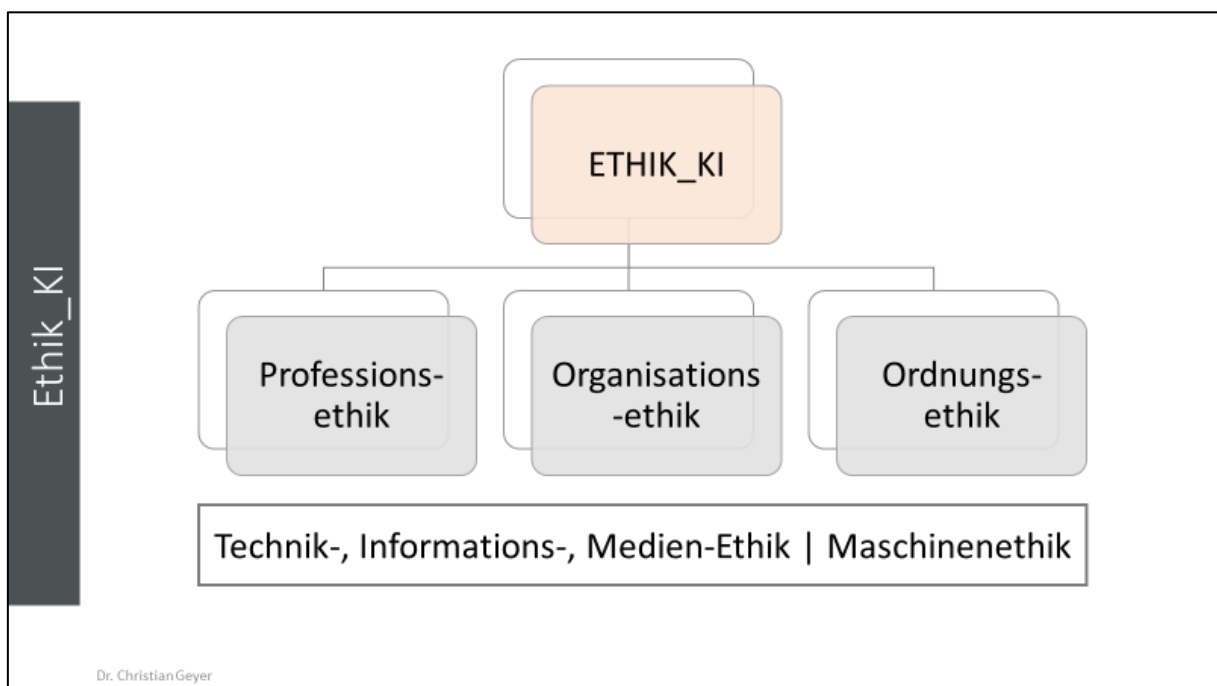 Ethik_KI
ETHIK_KI
Professions-
ethik
Organisations
-ethik
Ordnungs-
ethik
Technik-, Informations-, Medien-Ethik | Maschinenethik
Dr. Christian Geyer